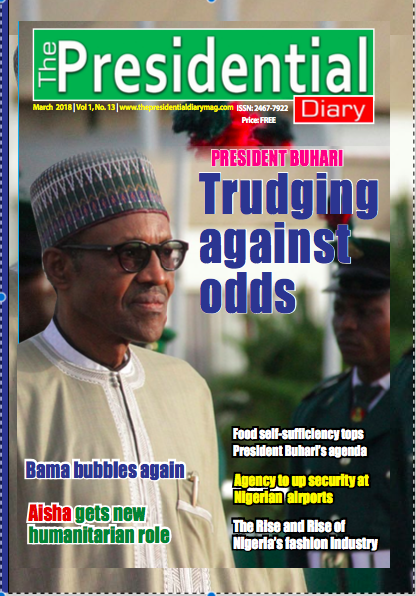 The
Presidential
Diary
March 2018 | Vol 1, No. 13 | www.thepresidentialdiarymag.com ISSN: 2467-7922
Price: FREE
PRESIDENT BUHARI
Trudging
against
odds
Food self-sufficiency tops
President Buhari's agenda
Bama bubbles again
Agency to up security at
Nigerian airports
Aisha gets new
humanitarian role
The Rise and Rise of
Nigeria's fashion industry